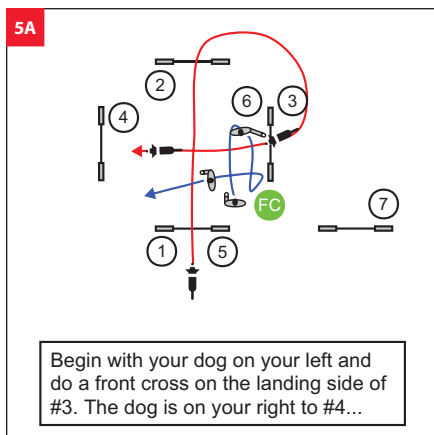 5A
2
4
6
3
FC
7
1
5
Begin with your dog on your left and
do a front cross on the landing side of
#3. The dog is on your right to #4...